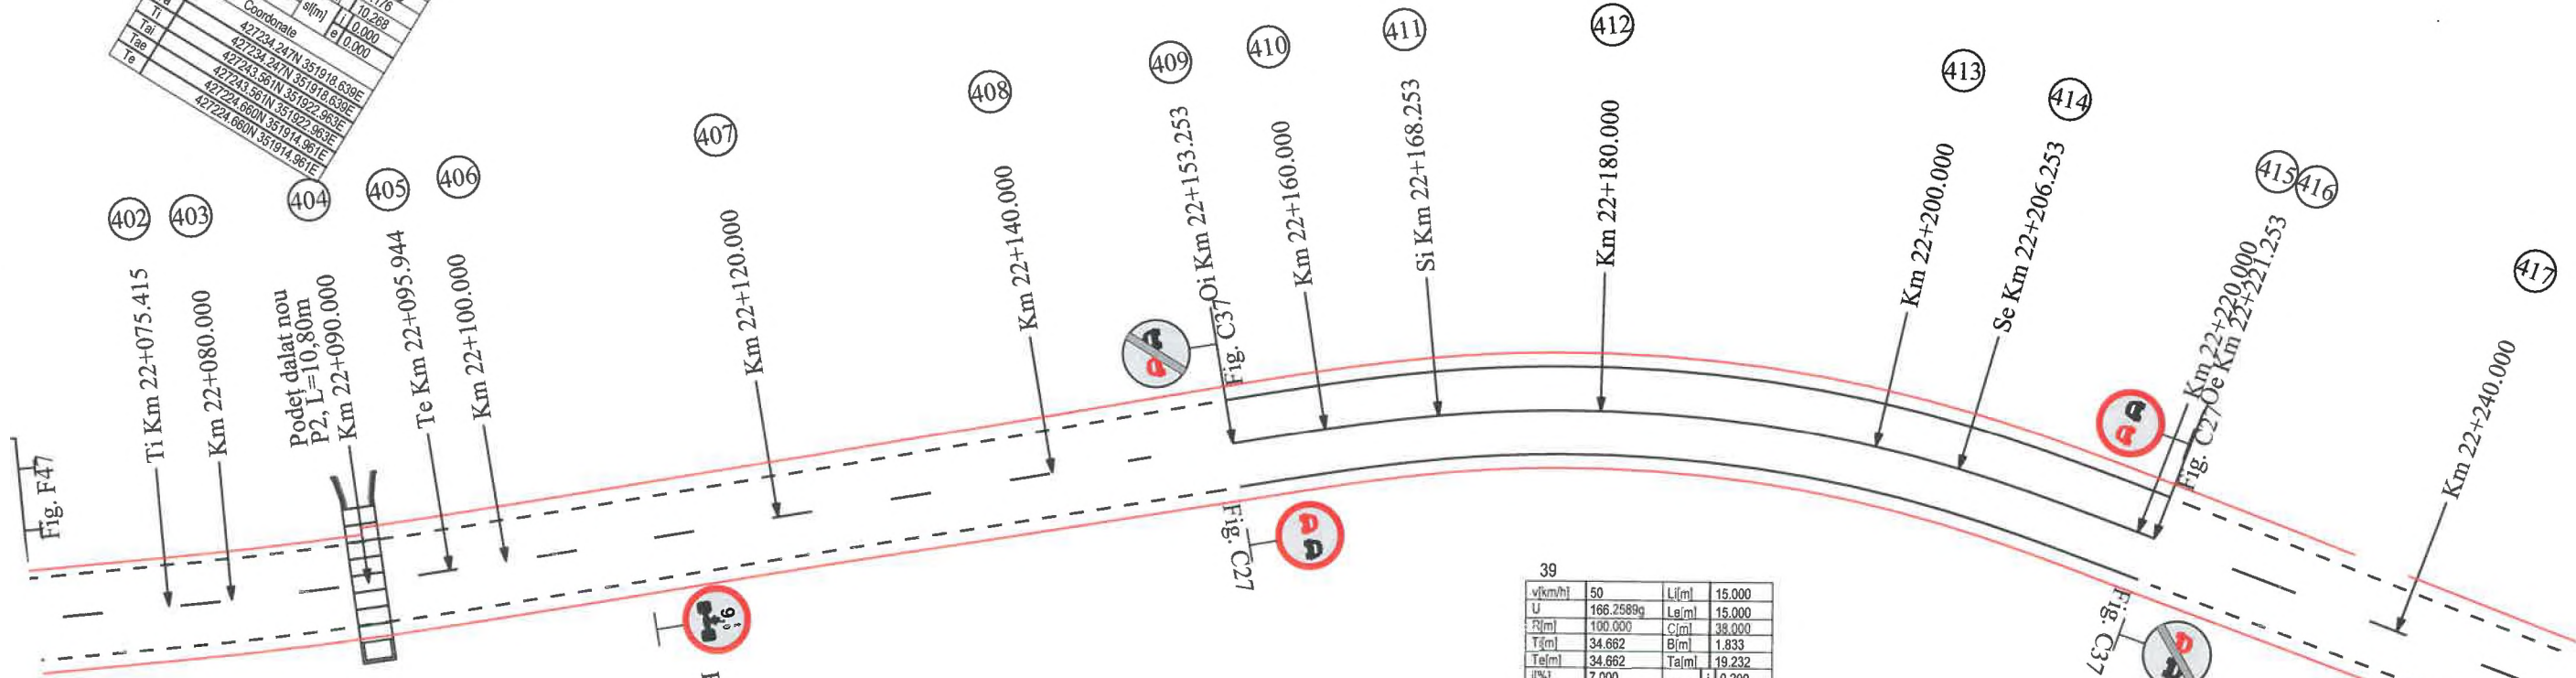 .176
10.268
sl[m] i 0.000
e 0.000
Coordonate
Ti 427234.247N 351918.639E
427234.247N 351918.639E
Tai 427243.561N 351922.963E
Tae 427243.561N 351922.963E
Te 427224.660N 351914.961E
427224.660N 351914.961E
402
403
404
405
406
407
408
409
410
411
412
413
414
415
416
417
Fig. F47
Ti Km 22+075.415
Km 22+080.000
Podeț dalat nou
P2, L=10,80m
Km 22+090.000
Te Km 22+095.944
Km 22+100.000
Km 22+120.000
Km 22+140.000
Oi Km 22+153.253
Fig. C37
Km 22+160.000
Si Km 22+168.253
Km 22+180.000
Km 22+200.000
Se Km 22+206.253
Km 22+220.000
Oe Km 22+221.253
Fig. C27
Km 22+240.000
Fig. C27
Fig. C37
39
v[km/h] 50 Li[m] 15.000
U 166.2589g Le[m] 15.000
R[m] 100.000 C[m] 38.000
Ti[m] 34.662 B[m] 1.833
Te[m] 34.662 Ta[m] 19.232
i[%] 7.000 i 0.300